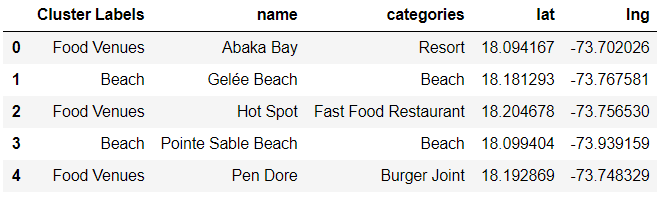 Cluster Labels name categories lat lng
0 Food Venues Abaka Bay Resort 18.094167 -73.702026
1 Beach Gelée Beach Beach 18.181293 -73.767581
2 Food Venues Hot Spot Fast Food Restaurant 18.204678 -73.756530
3 Beach Pointe Sable Beach Beach 18.099404 -73.939159
4 Food Venues Pen Dore Burger Joint 18.192869 -73.748329